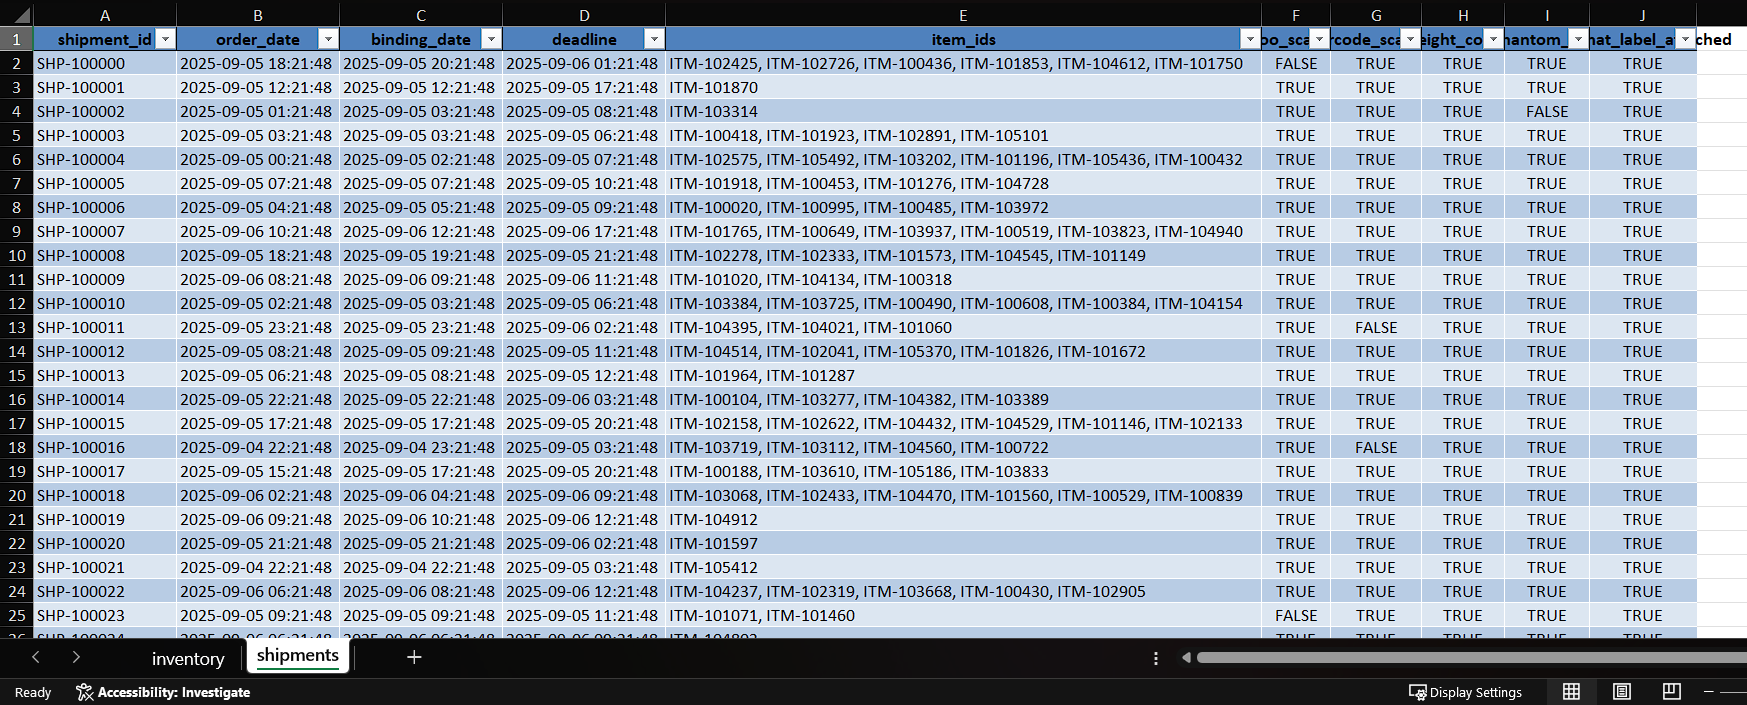 A B C D E F G H I J
1 shipment_id order_date binding_date deadline item_ids oo_sca rcode_sca eight_co hantom_ nat_label_a ched
2 SHP-100000 2025-09-05 18:21:48 2025-09-05 20:21:48 2025-09-06 01:21:48 ITM-102425, ITM-102726, ITM-100436, ITM-101853, ITM-104612, ITM-101750 FALSE TRUE TRUE TRUE TRUE
3 SHP-100001 2025-09-05 12:21:48 2025-09-05 12:21:48 2025-09-05 17:21:48 ITM-101870 TRUE TRUE TRUE TRUE TRUE
4 SHP-100002 2025-09-05 01:21:48 2025-09-05 03:21:48 2025-09-05 08:21:48 ITM-103314 TRUE TRUE TRUE FALSE TRUE
5 SHP-100003 2025-09-05 03:21:48 2025-09-05 03:21:48 2025-09-05 06:21:48 ITM-100418, ITM-101923, ITM-102891, ITM-105101 TRUE TRUE TRUE TRUE TRUE
6 SHP-100004 2025-09-05 00:21:48 2025-09-05 02:21:48 2025-09-05 07:21:48 ITM-102575, ITM-105492, ITM-103202, ITM-101196, ITM-105436, ITM-100432 TRUE TRUE TRUE TRUE TRUE
7 SHP-100005 2025-09-05 07:21:48 2025-09-05 07:21:48 2025-09-05 10:21:48 ITM-101918, ITM-100453, ITM-101276, ITM-104728 TRUE TRUE TRUE TRUE TRUE
8 SHP-100006 2025-09-05 04:21:48 2025-09-05 05:21:48 2025-09-05 09:21:48 ITM-100020, ITM-100995, ITM-100485, ITM-103972 TRUE TRUE TRUE TRUE TRUE
9 SHP-100007 2025-09-06 10:21:48 2025-09-06 12:21:48 2025-09-06 17:21:48 ITM-101765, ITM-100649, ITM-103937, ITM-100519, ITM-103823, ITM-104940 TRUE TRUE TRUE TRUE TRUE
10 SHP-100008 2025-09-05 18:21:48 2025-09-05 19:21:48 2025-09-05 21:21:48 ITM-102278, ITM-102333, ITM-101573, ITM-104545, ITM-101149 TRUE TRUE TRUE TRUE TRUE
11 SHP-100009 2025-09-06 08:21:48 2025-09-06 09:21:48 2025-09-06 11:21:48 ITM-101020, ITM-104134, ITM-100318 TRUE TRUE TRUE TRUE TRUE
12 SHP-100010 2025-09-05 02:21:48 2025-09-05 03:21:48 2025-09-05 06:21:48 ITM-103384, ITM-103725, ITM-100490, ITM-100608, ITM-100384, ITM-104154 TRUE TRUE TRUE TRUE TRUE
13 SHP-100011 2025-09-05 23:21:48 2025-09-05 23:21:48 2025-09-06 02:21:48 ITM-104395, ITM-104021, ITM-101060 TRUE FALSE TRUE TRUE TRUE
14 SHP-100012 2025-09-05 08:21:48 2025-09-05 09:21:48 2025-09-05 11:21:48 ITM-104514, ITM-102041, ITM-105370, ITM-101826, ITM-101672 TRUE TRUE TRUE TRUE TRUE
15 SHP-100013 2025-09-05 06:21:48 2025-09-05 08:21:48 2025-09-05 12:21:48 ITM-101964, ITM-101287 TRUE TRUE TRUE TRUE TRUE
16 SHP-100014 2025-09-05 22:21:48 2025-09-05 22:21:48 2025-09-06 03:21:48 ITM-100104, ITM-103277, ITM-104382, ITM-103389 TRUE TRUE TRUE TRUE TRUE
17 SHP-100015 2025-09-05 17:21:48 2025-09-05 17:21:48 2025-09-05 20:21:48 ITM-102158, ITM-102622, ITM-104432, ITM-104529, ITM-101146, ITM-102133 TRUE TRUE TRUE TRUE TRUE
18 SHP-100016 2025-09-04 22:21:48 2025-09-04 23:21:48 2025-09-05 03:21:48 ITM-103719, ITM-103112, ITM-104560, ITM-100722 TRUE FALSE TRUE TRUE TRUE
19 SHP-100017 2025-09-05 15:21:48 2025-09-05 17:21:48 2025-09-05 20:21:48 ITM-100188, ITM-103610, ITM-105186, ITM-103833 TRUE TRUE TRUE TRUE TRUE
20 SHP-100018 2025-09-06 02:21:48 2025-09-06 04:21:48 2025-09-06 09:21:48 ITM-103068, ITM-102433, ITM-104470, ITM-101560, ITM-100529, ITM-100839 TRUE TRUE TRUE TRUE TRUE
21 SHP-100019 2025-09-06 09:21:48 2025-09-06 10:21:48 2025-09-06 12:21:48 ITM-104912 TRUE TRUE TRUE TRUE TRUE
22 SHP-100020 2025-09-05 21:21:48 2025-09-05 21:21:48 2025-09-06 02:21:48 ITM-101597 TRUE TRUE TRUE TRUE TRUE
23 SHP-100021 2025-09-04 22:21:48 2025-09-04 22:21:48 2025-09-05 03:21:48 ITM-105412 TRUE TRUE TRUE TRUE TRUE
24 SHP-100022 2025-09-06 06:21:48 2025-09-06 08:21:48 2025-09-06 12:21:48 ITM-104237, ITM-102319, ITM-103668, ITM-100430, ITM-102905 TRUE TRUE TRUE TRUE TRUE
25 SHP-100023 2025-09-05 09:21:48 2025-09-05 09:21:48 2025-09-05 11:21:48 ITM-101071, ITM-101460 FALSE TRUE TRUE TRUE TRUE
inventory shipments
Ready Accessibility: Investigate Display Settings